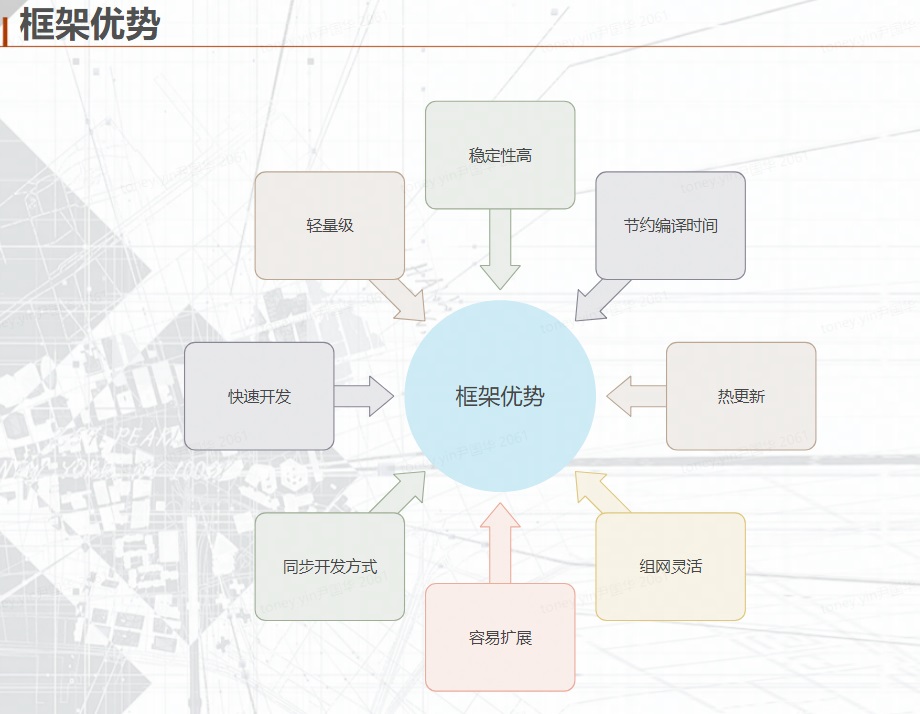 框架优势
稳定性高
轻量级
节约编译时间
快速开发
框架优势
热更新
同步开发方式
组网灵活
容易扩展